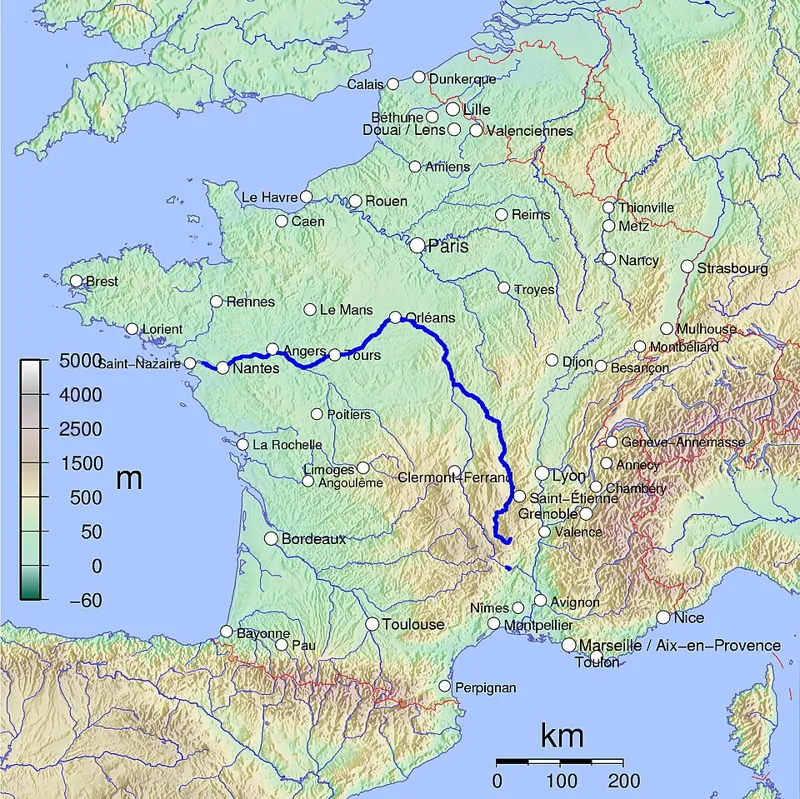 Dunkerque
Calais
Lille
Béthune
Douai / Lens
Valenciennes
Amiens
Le Havre
Rouen
Thionville
Reims
Caen
Metz
Paris
Nancy
Strasbourg
Brest
Troyes
Rennes
Le Mans
Orléans
Lorient
Mulhouse
Montbéliard
Angers
Tours
Saint-Nazaire
Nantes
Dijon
Besançon
Poitiers
La Rochelle
Genève-Annemasse
Limoges
Annecy
Clermont-Ferrand
Lyon
Angoulême
Chambéry
Saint-Étienne
Grenoble
Valence
Bordeaux
Avignon
Nîmes
Nice
Toulouse
Montpellier
Bayonne
Pau
Marseille / Aix-en-Provence
Toulon
Perpignan
5000
4000
2500
1500
500
50
0
-60
m
km
0 100 200